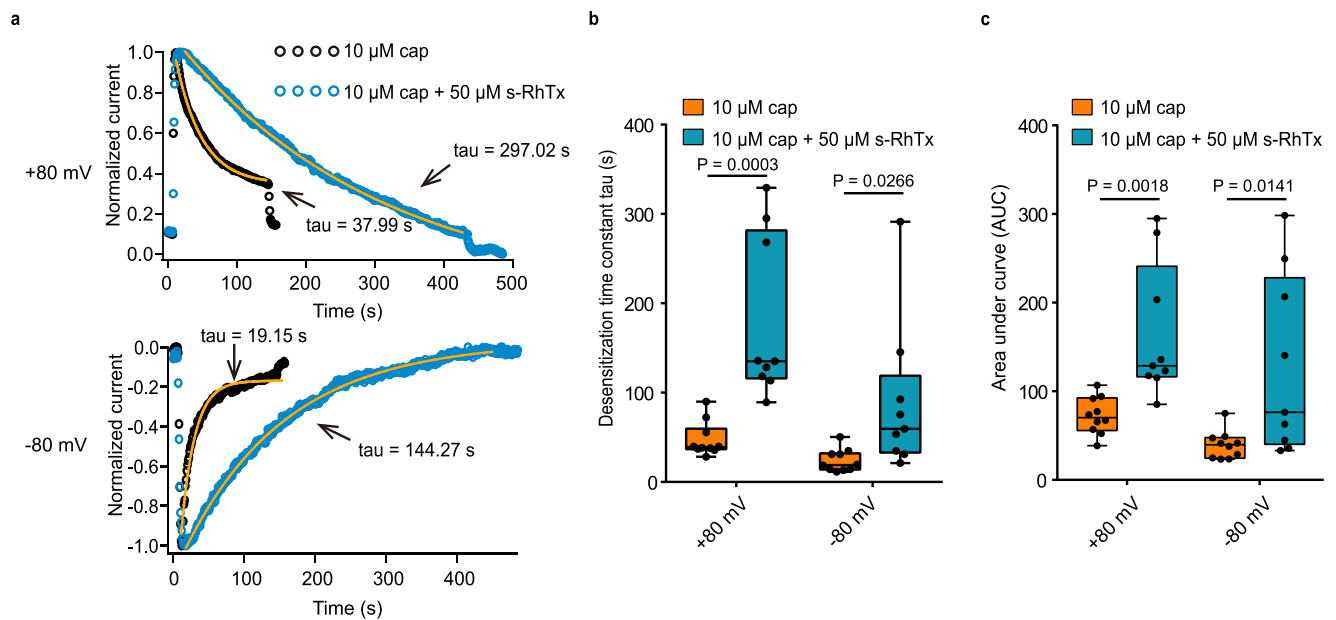 a
+80 mV
Normalized current
1.0
0.8
0.6
0.4
0.2
0.0
10 µM cap
10 µM cap + 50 µM s-RhTx
tau = 297.02 s
tau = 37.99 s
0 100 200 300 400 500
Time (s)
-80 mV
Normalized current
0.0
-0.2
-0.4
-0.6
-0.8
-1.0
tau = 19.15 s
tau = 144.27 s
0 100 200 300 400
Time (s)
b
10 µM cap
10 µM cap + 50 µM s-RhTx
Desensitization time constant tau (s)
400
300
200
100
0
P = 0.0003
P = 0.0266
+80 mV
-80 mV
c
10 µM cap
10 µM cap + 50 µM s-RhTx
Area under curve (AUC)
400
300
200
100
0
P = 0.0018
P = 0.0141
+80 mV
-80 mV